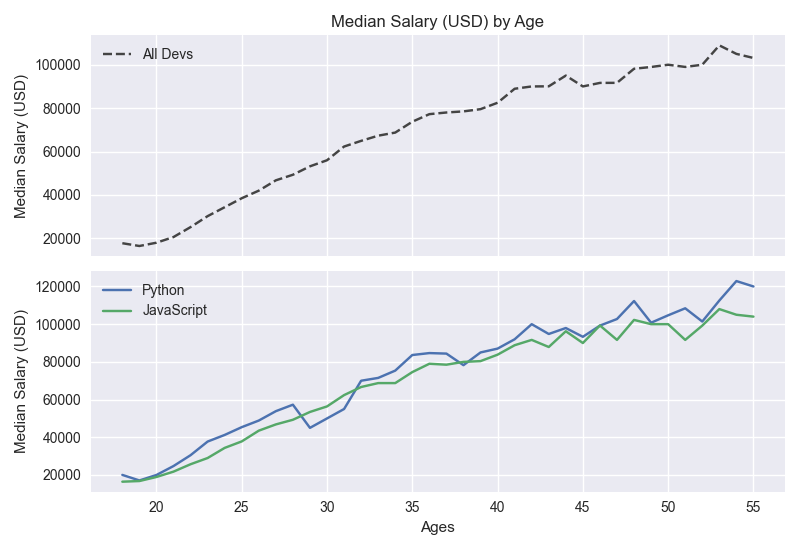 Median Salary (USD) by Age
Median Salary (USD)
All Devs
100000
80000
60000
40000
20000
Median Salary (USD)
Python
JavaScript
120000
100000
80000
60000
40000
20000
20 25 30 35 40 45 50 55
Ages